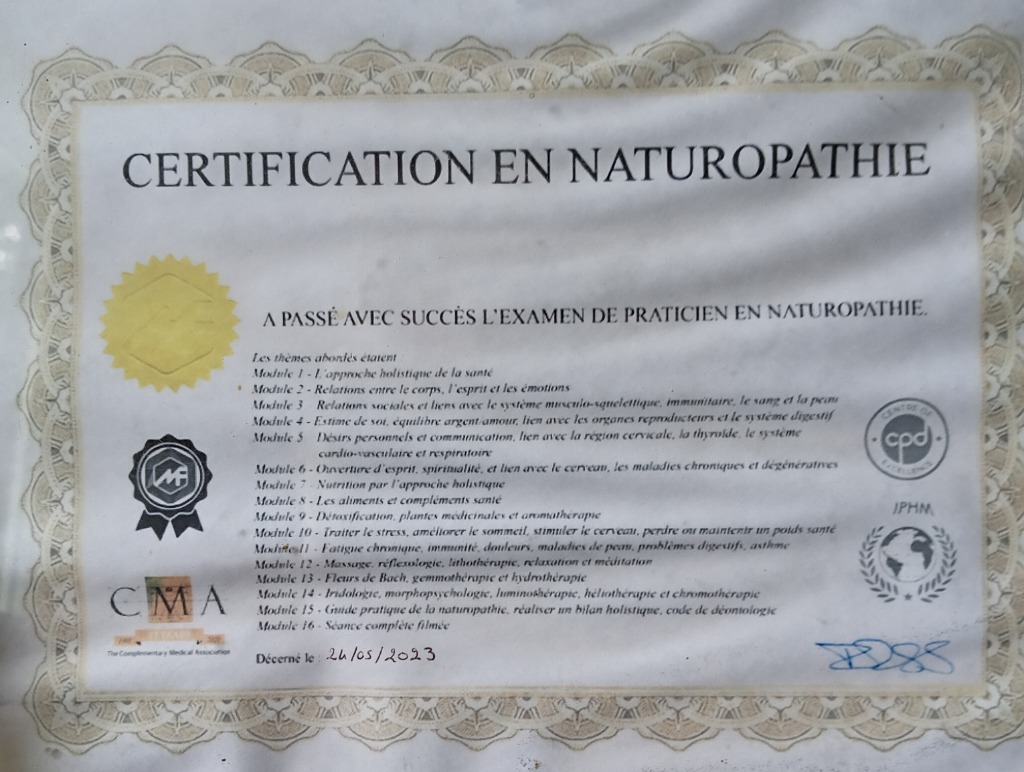 CERTIFICATION EN NATUROPATHIE
A PASSÉ AVEC SUCCÈS L'EXAMEN DE PRATICIEN EN NATUROPATHIE.
Les thèmes abordés étaient
Module 1 - L'approche holistique de la santé
Module 2 - Relations entre le corps, l'esprit et les émotions
Module 3 Relations sociales et liens avec le système musculo-squelettique, immunitaire, le sang et la peau
Module 4 - Estime de soi, équilibre argent/amour, lien avec les organes reproducteurs et le système digestif
Module 5 Désirs personnels et communication, lien avec la région cervicale, la thyroïde, le système
cardio-vasculaire et respiratoire
Module 6 - Ouverture d'esprit, spiritualité, et lien avec le cerveau, les maladies chroniques et dégénératives
Module 7 - Nutrition par l'approche holistique
Module 8 - Les aliments et compléments santé
Module 9 - Détoxification, plantes médicinales et aromathérapie
Module 10 - Traiter le stress, améliorer le sommeil, stimuler le cerveau, perdre ou maintenir un poids santé
Module 11 - Fatigue chronique, immunité, douleurs, maladies de peau, problèmes digestifs, asthme
Module 12 - Massage, réflexologie, lithothérapie, relaxation et méditation
Module 13 - Fleurs de Bach, gemmothérapie et hydrothérapie
Module 14 - Iridologie, morphopsychologie, luminothérapie, héliothérapie et chromothérapie
Module 15 - Guide pratique de la naturopathie, réaliser un bilan holistique, code de déontologie
Module 16 - Séance complète filmée
Décerné le : 24/05/2023
MF
CMA
The Complementary Medical Association
CENTRE OF
cpd
EXCELLENCE
IPHM